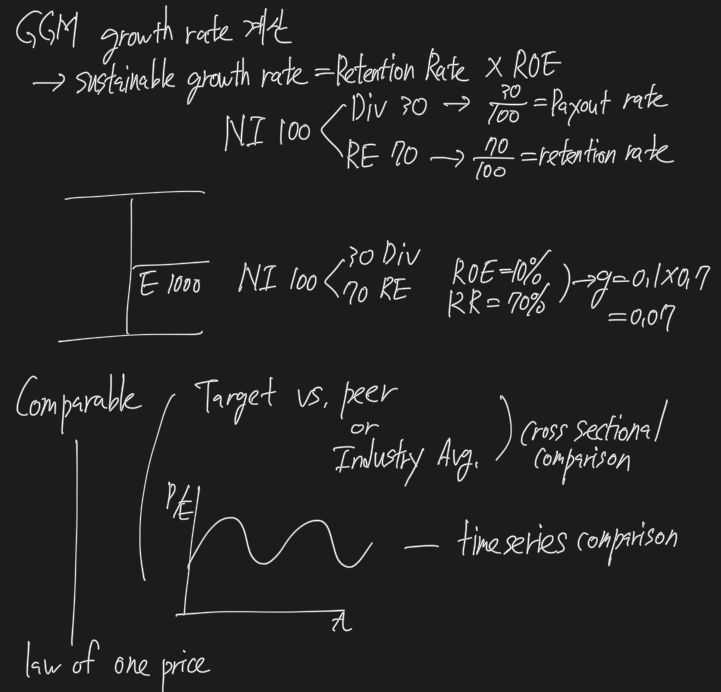 GGM growth rate 계산
→ sustainable growth rate = Retention Rate × ROE
NI 100 < Div 30 → 30/100 = Payout rate
RE 70 → 70/100 = retention rate
E 1000 NI 100 < 30 Div
70 RE
ROE=10%
RR=70%
) → g=0.1×0.7
=0.07
Comparable
Target vs. peer
or
Industry Avg.
) cross sectional
comparison
P/E
t
— time series comparison
law of one price